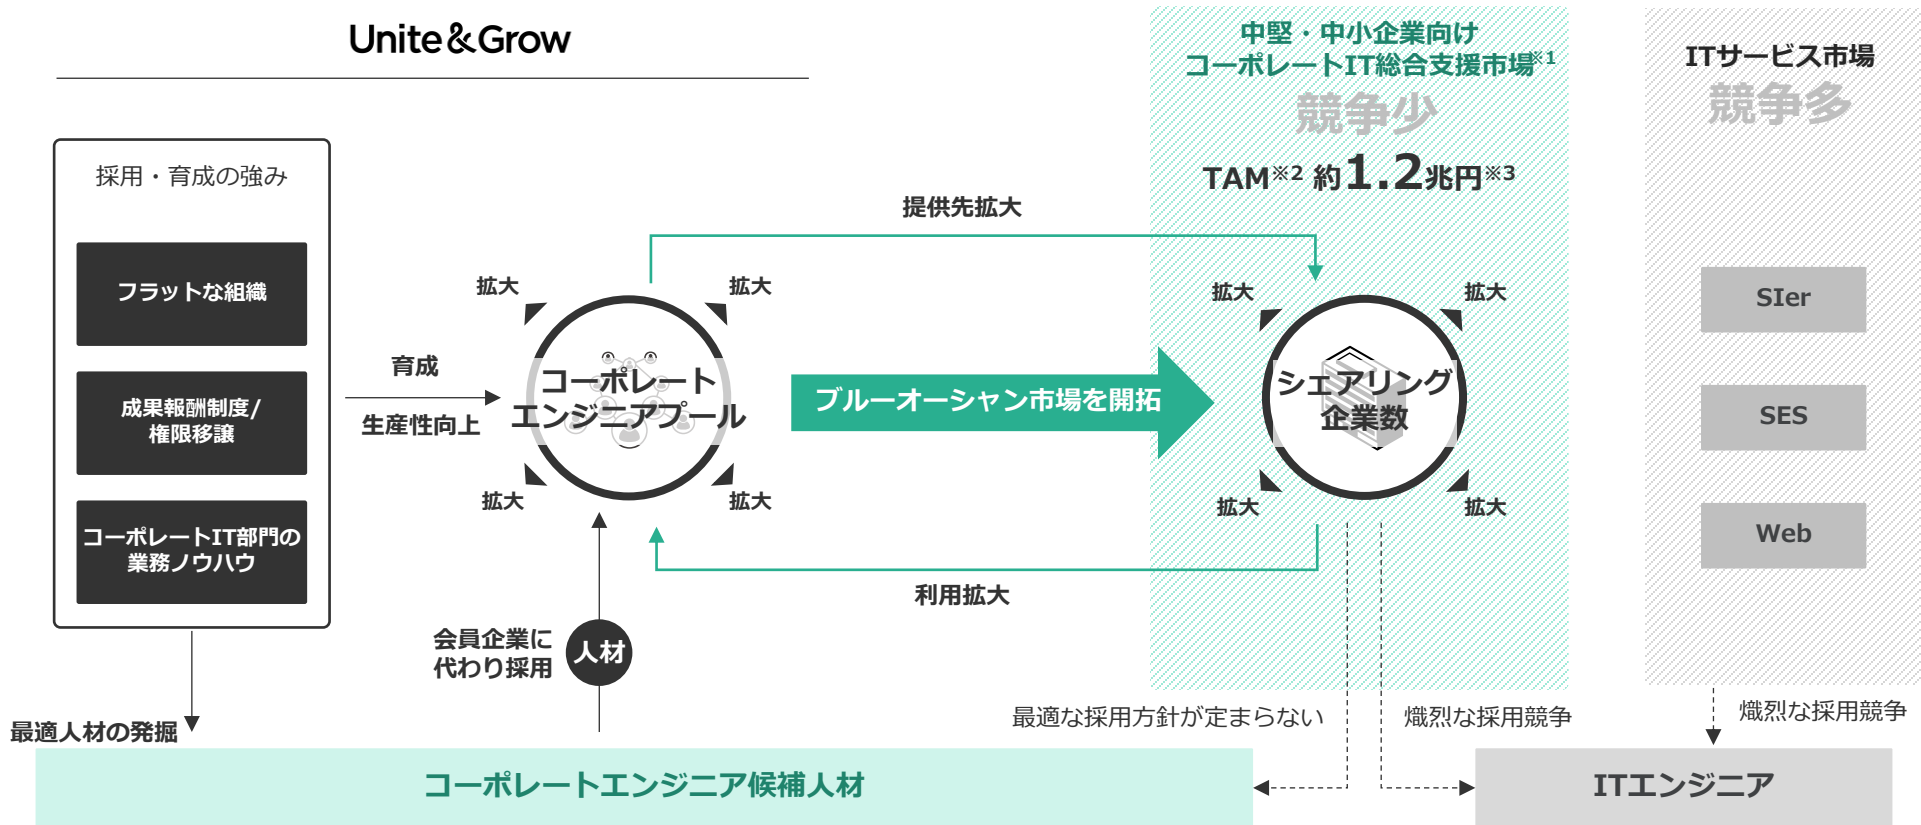 Unite&Grow
中堅・中小企業向け
コーポレートIT総合支援市場※1
競争少
TAM※2 約1.2兆円※3
ITサービス市場
競争多
採用・育成の強み
フラットな組織
成果報酬制度/
権限移譲
コーポレートIT部門の
業務ノウハウ
育成
生産性向上
提供先拡大
拡大
拡大
コーポレート
エンジニアプール
拡大
拡大
ブルーオーシャン市場を開拓
拡大
拡大
シェアリング
企業数
拡大
拡大
SIer
SES
Web
利用拡大
会員企業に
代わり採用
人材
最適人材の発掘
最適な採用方針が定まらない
熾烈な採用競争
熾烈な採用競争
コーポレートエンジニア候補人材
ITエンジニア